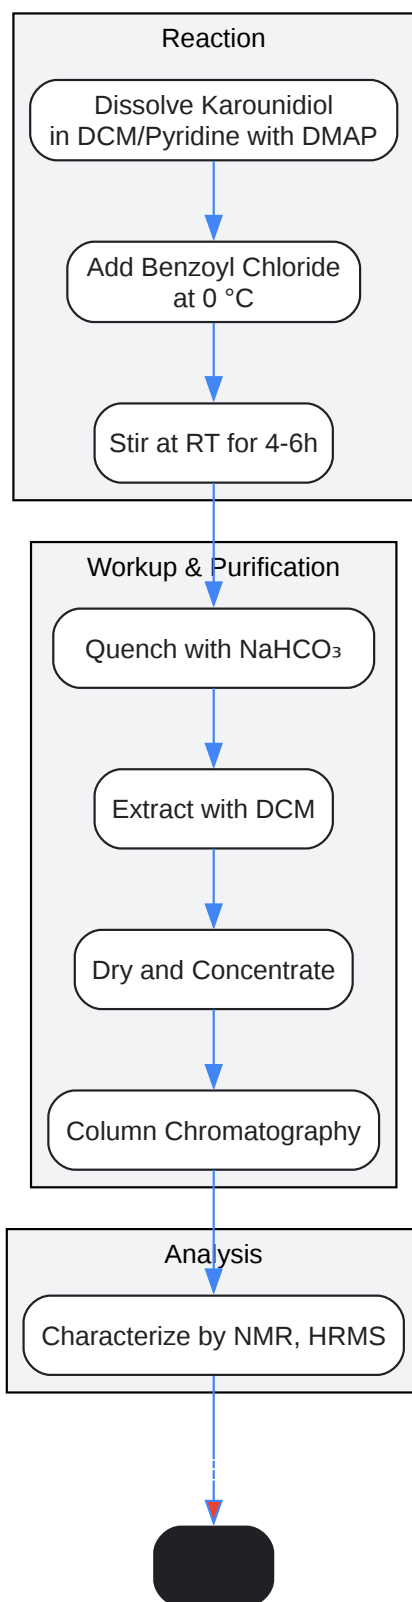 Reaction
Dissolve Karounidiol
in DCM/Pyridine with DMAP
Add Benzoyl Chloride
at 0 °C
Stir at RT for 4-6h
Workup & Purification
Quench with NaHCO₃
Extract with DCM
Dry and Concentrate
Column Chromatography
Analysis
Characterize by NMR, HRMS